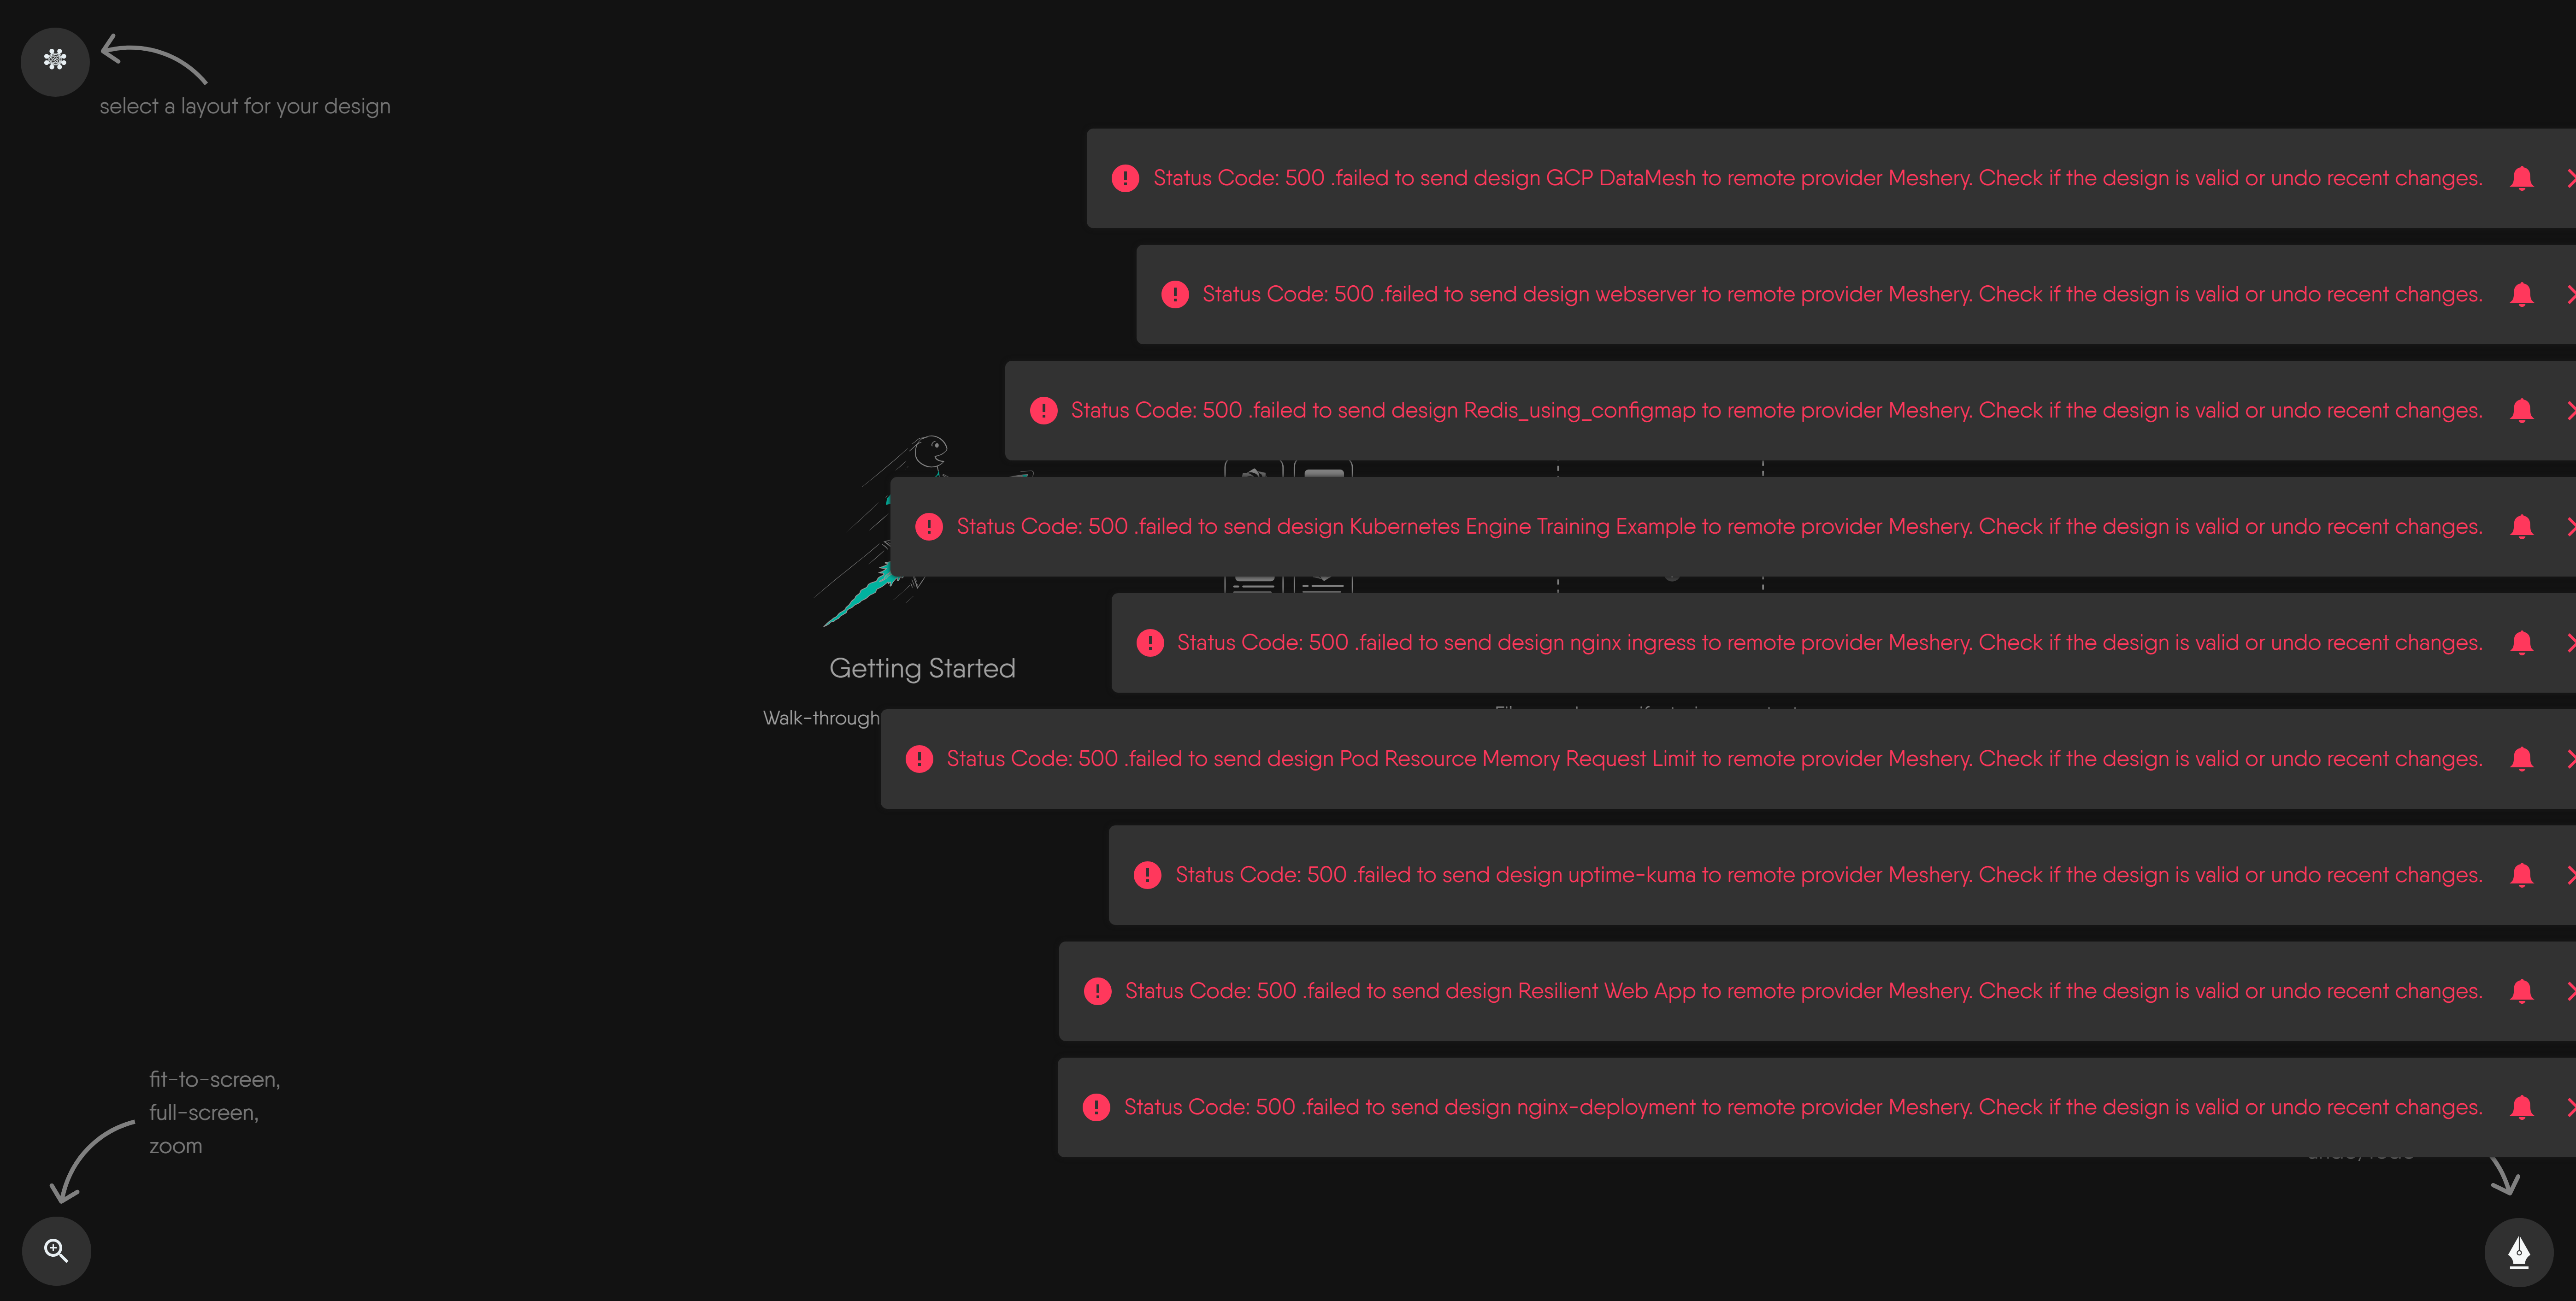 select a layout for your design
Status Code: 500 .failed to send design GCP DataMesh to remote provider Meshery. Check if the design is valid or undo recent changes.
Status Code: 500 .failed to send design webserver to remote provider Meshery. Check if the design is valid or undo recent changes.
Status Code: 500 .failed to send design Redis_using_configmap to remote provider Meshery. Check if the design is valid or undo recent changes.
Status Code: 500 .failed to send design Kubernetes Engine Training Example to remote provider Meshery. Check if the design is valid or undo recent changes.
Status Code: 500 .failed to send design nginx ingress to remote provider Meshery. Check if the design is valid or undo recent changes.
Getting Started
Walk-through
Status Code: 500 .failed to send design Pod Resource Memory Request Limit to remote provider Meshery. Check if the design is valid or undo recent changes.
Status Code: 500 .failed to send design uptime-kuma to remote provider Meshery. Check if the design is valid or undo recent changes.
Status Code: 500 .failed to send design Resilient Web App to remote provider Meshery. Check if the design is valid or undo recent changes.
Status Code: 500 .failed to send design nginx-deployment to remote provider Meshery. Check if the design is valid or undo recent changes.
fit-to-screen,
full-screen,
zoom